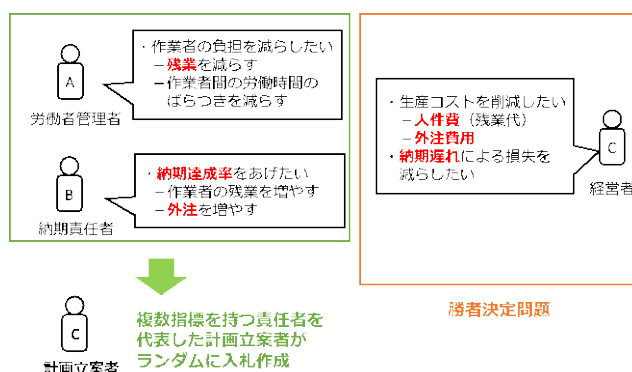 ・作業者の負担を減らしたい
－残業を減らす
－作業者間の労働時間の
ばらつきを減らす
A
労働者管理者
・納期達成率をあげたい
－作業者の残業を増やす
－外注を増やす
B
納期責任者
・生産コストを削減したい
－人件費（残業代）
－外注費用
・納期遅れによる損失を
減らしたい
C
経営者
C
計画立案者
複数指標を持つ責任者を
代表した計画立案者が
ランダムに入札作成
勝者決定問題